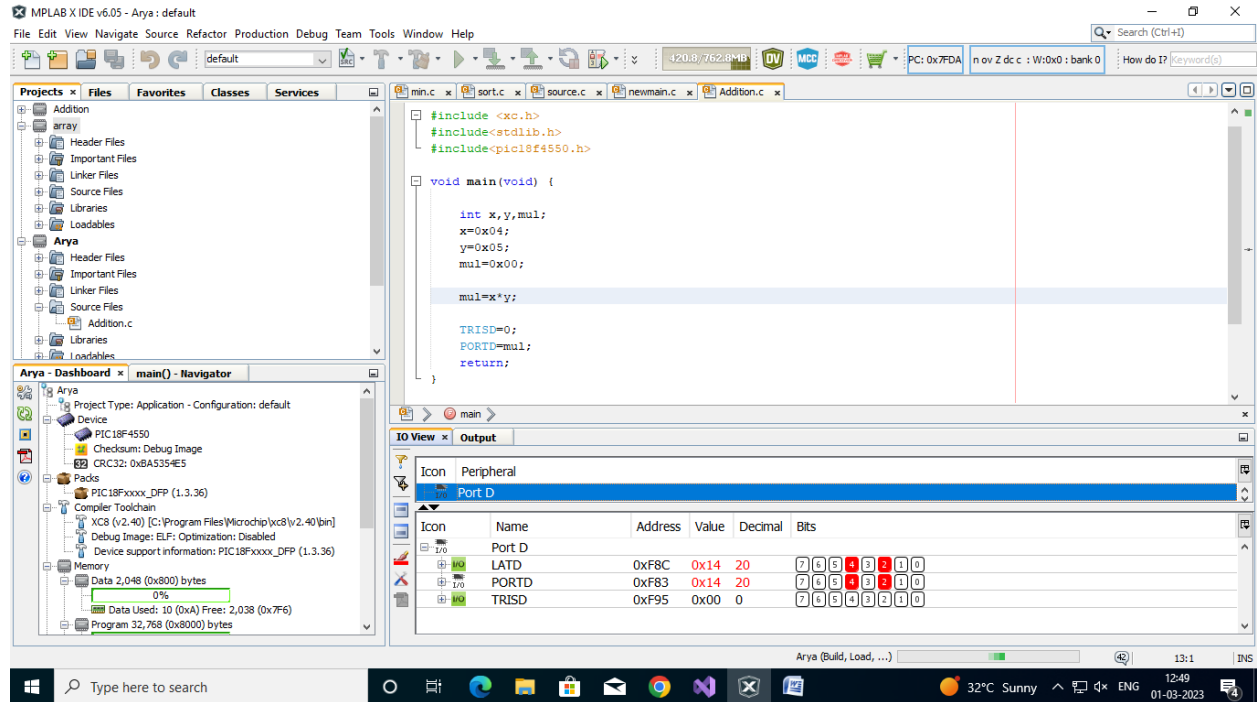 MPLAB X IDE v6.05 - Arya : default
File Edit View Navigate Source Refactor Production Debug Team Tools Window Help
Search (Ctrl+I)
default
420.8/762.8MB
DV
MCC
PC: 0x7FDA
n ov Z dc c : W:0x0 : bank 0
How do I? Keyword(s)
Projects Files Favorites Classes Services
Addition
array
Header Files
Important Files
Linker Files
Source Files
Libraries
Loadables
Arya
Header Files
Important Files
Linker Files
Source Files
Addition.c
Libraries
Loadables
min.c sort.c source.c newmain.c Addition.c
#include <xc.h>
#include<stdlib.h>
#include<pic18f4550.h>
void main(void) {
int x,y,mul;
x=0x04;
y=0x05;
mul=0x00;
mul=x*y;
TRISD=0;
PORTD=mul;
return;
}
main
Arya - Dashboard main() - Navigator
Arya
Project Type: Application - Configuration: default
Device
PIC18F4550
Checksum: Debug Image
32 CRC32: 0xBA5354E5
Packs
PIC18Fxxxx_DFP (1.3.36)
Compiler Toolchain
XC8 (v2.40) [C:\Program Files\Microchip\xc8\v2.40\bin]
Debug Image: ELF: Optimization: Disabled
Device support information: PIC18Fxxxx_DFP (1.3.36)
Memory
Data 2,048 (0x800) bytes
0%
Data Used: 10 (0xA) Free: 2,038 (0x7F6)
Program 32,768 (0x8000) bytes
IO View Output
Icon Peripheral
I/O Port D
Icon Name Address Value Decimal Bits
I/O Port D
I/O LATD 0xF8C 0x14 20 7 6 5 4 3 2 1 0
I/O PORTD 0xF83 0x14 20 7 6 5 4 3 2 1 0
I/O TRISD 0xF95 0x00 0 7 6 5 4 3 2 1 0
Arya (Build, Load, ...)
42
13:1
INS
Type here to search
32°C Sunny
ENG
12:49
01-03-2023
4